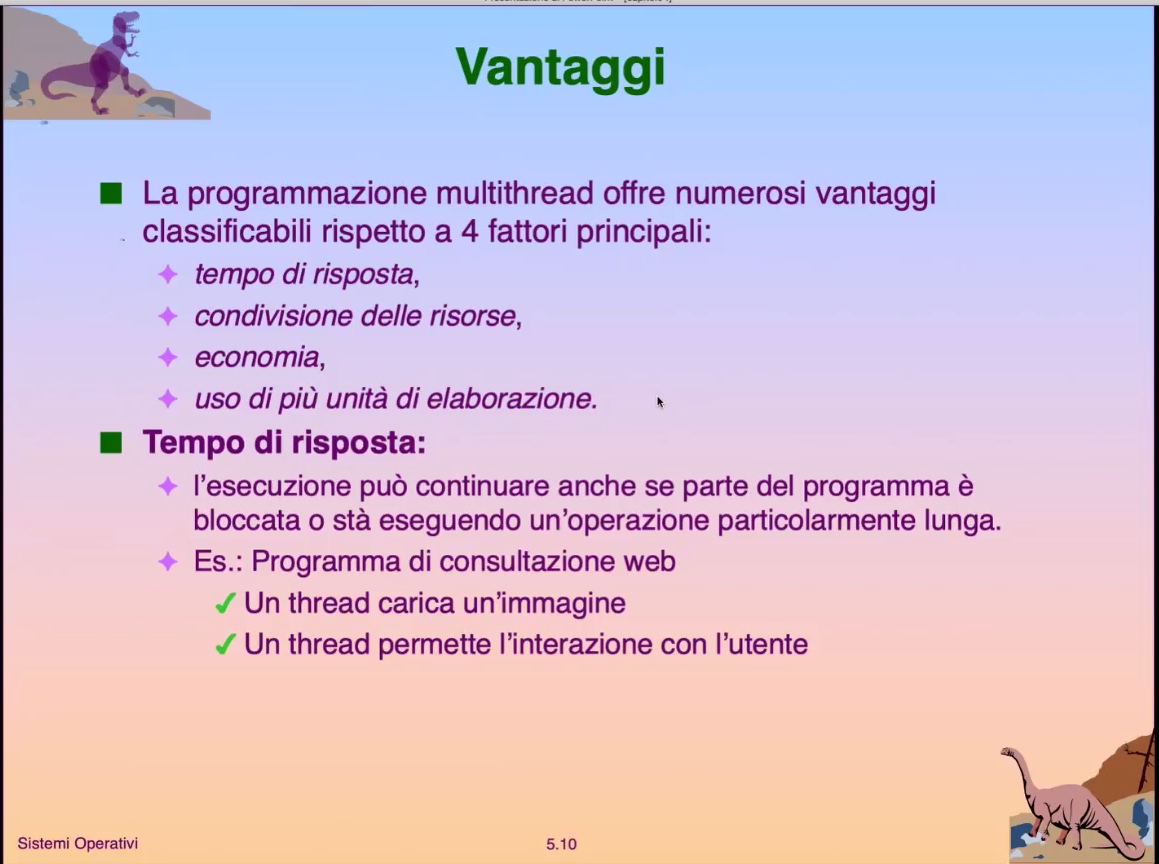 Vantaggi
La programmazione multithread offre numerosi vantaggi
classificabili rispetto a 4 fattori principali:
tempo di risposta,
condivisione delle risorse,
economia,
uso di più unità di elaborazione.
Tempo di risposta:
l'esecuzione può continuare anche se parte del programma è
bloccata o stà eseguendo un'operazione particolarmente lunga.
Es.: Programma di consultazione web
✓ Un thread carica un'immagine
✓ Un thread permette l'interazione con l'utente
Sistemi Operativi
5.10